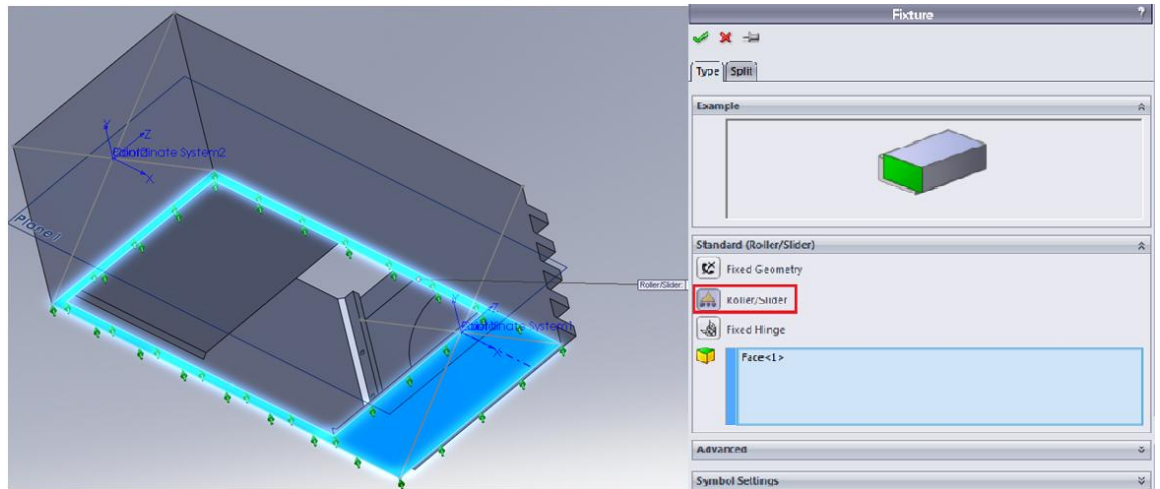 Fixture ?
Type Split
Example
Standard (Roller/Slider)
Fixed Geometry
Roller/Slider
Fixed Hinge
Face<1>
Advanced
Symbol Settings
Y
Z
Coordinate System2
X
Plane1
Roller/Slider:
Y
Z
Coordinate System1
X